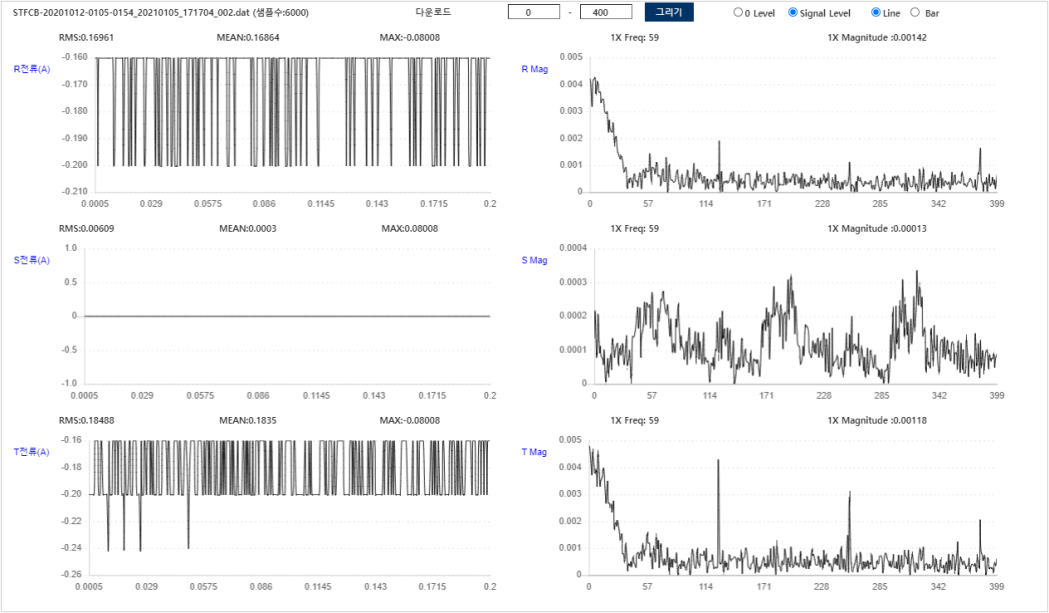 STFCB-20201012-0105-0154_20210105_171704_002.dat (샘플수:6000) 다운로드 0 - 400 그리기 0 Level Signal Level Line Bar
RMS:0.16961 MEAN:0.16864 MAX:-0.08008 1X Freq: 59 1X Magnitude :0.00142
R전류(A)
-0.160
-0.170
-0.180
-0.190
-0.200
-0.210
0.0005 0.029 0.0575 0.086 0.1145 0.143 0.1715 0.2
R Mag
0.005
0.004
0.003
0.002
0.001
0
0 57 114 171 228 285 342 399
RMS:0.00609 MEAN:0.0003 MAX:0.08008 1X Freq: 59 1X Magnitude :0.00013
S전류(A)
1.0
0.5
0
-0.5
-1.0
0.0005 0.029 0.0575 0.086 0.1145 0.143 0.1715 0.2
S Mag
0.0004
0.0003
0.0002
0.0001
0
0 57 114 171 228 285 342 399
RMS:0.18488 MEAN:0.1835 MAX:-0.08008 1X Freq: 59 1X Magnitude :0.00118
T전류(A)
-0.16
-0.18
-0.20
-0.22
-0.24
-0.26
0.0005 0.029 0.0575 0.086 0.1145 0.143 0.1715 0.2
T Mag
0.005
0.004
0.003
0.002
0.001
0
0 57 114 171 228 285 342 399